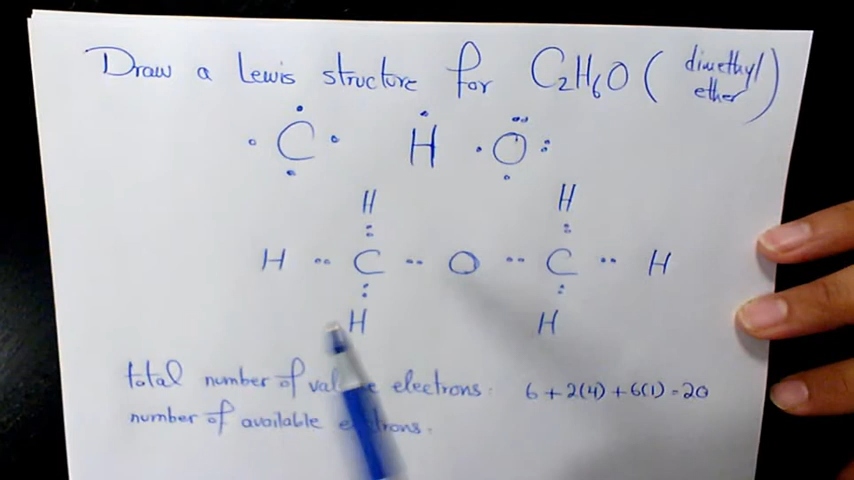 Draw a Lewis structure for C₂H₆O (dimethyl ether)
C H O
H H
H C O C H
H H
total number of valence electrons: 6 + 2(4) + 6(1) = 20
number of available electrons: